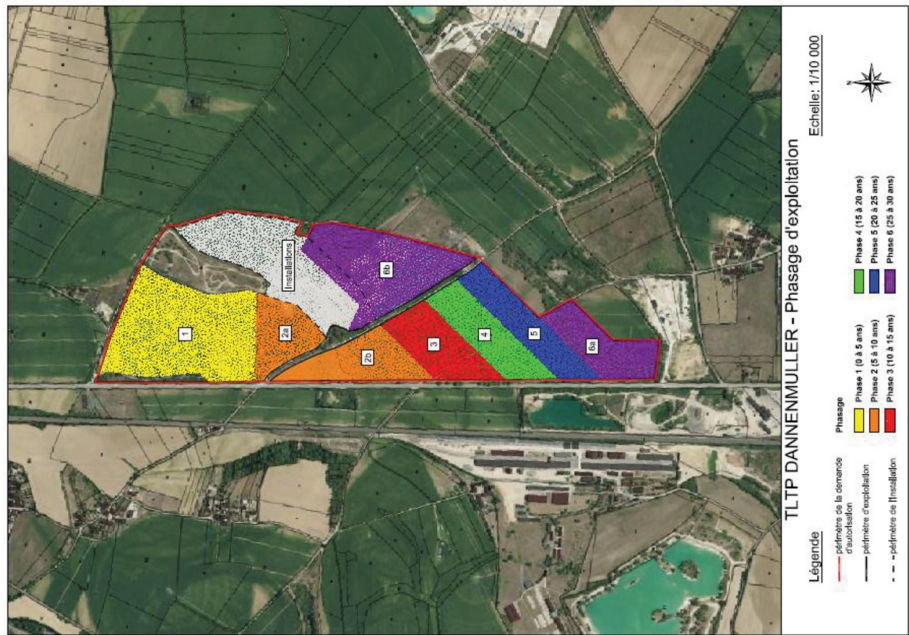 1
2a
Installations
2b
6b
3
4
5
6a
TLTP DANNENMULLER - Phasage d'exploitation
Légende
périmètre de la demande
d'autorisation
périmètre d'exploitation
périmètre de l'Installation
Phasage
Phase 1 (0 à 5 ans)
Phase 2 (5 à 10 ans)
Phase 3 (10 à 15 ans)
Phase 4 (15 à 20 ans)
Phase 5 (20 à 25 ans)
Phase 6 (25 à 30 ans)
Echelle: 1/10 000
N